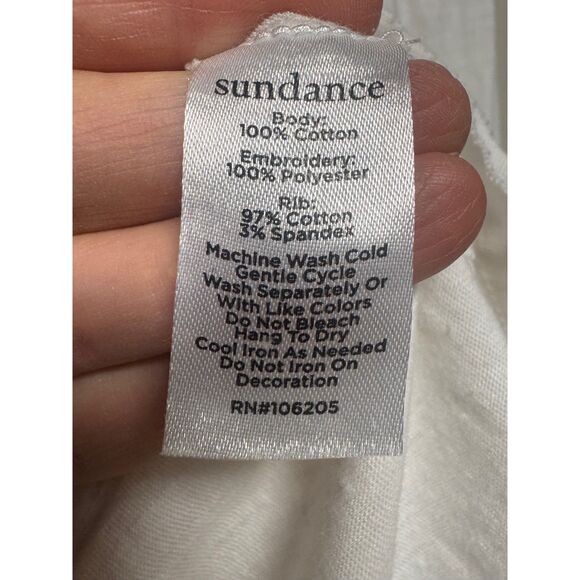 sundance
Body:
100% Cotton
Embroidery:
100% Polyester
Rib:
97% Cotton
3% Spandex
Machine Wash Cold
Gentle Cycle
Wash Separately Or
With Like Colors
Do Not Bleach
Hang To Dry
Cool Iron As Needed
Do Not Iron On
Decoration
RN#106205